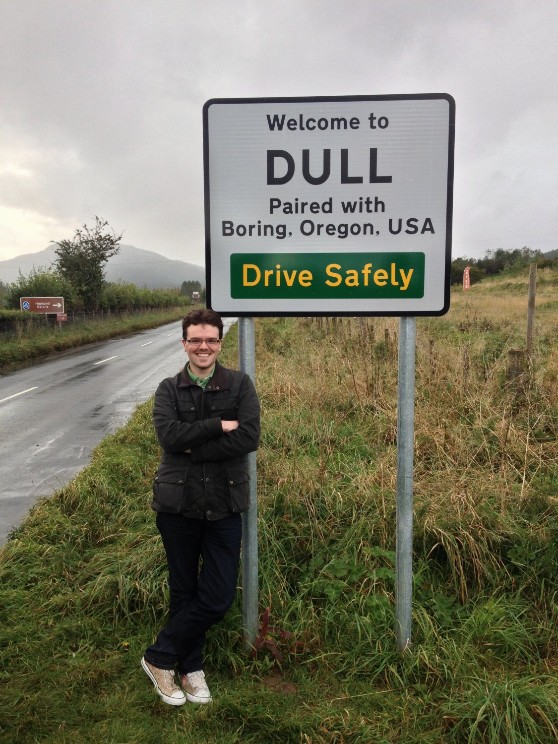 Welcome to
DULL
Paired with
Boring, Oregon, USA
Drive Safely